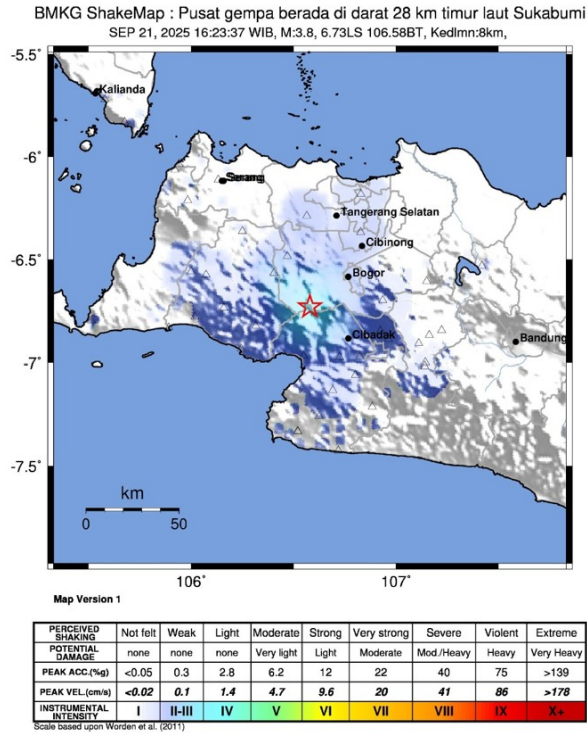 BMKG ShakeMap : Pusat gempa berada di darat 28 km timur laut Sukabumi
SEP 21, 2025 16:23:37 WIB, M:3.8, 6.73LS 106.58BT, Kedlmn:8km,
-5.5°
Kalianda
-6°
Serang
Tangerang Selatan
Cibinong
-6.5°
Bogor
Cibadak
Bandung
-7°
-7.5°
km
0 50
106° 107°
Map Version 1
PERCEIVED SHAKING Not felt Weak Light Moderate Strong Very strong Severe Violent Extreme
POTENTIAL DAMAGE none none none Very light Light Moderate Mod./Heavy Heavy Very Heavy
PEAK ACC.(%g) <0.05 0.3 2.8 6.2 12 22 40 75 >139
PEAK VEL.(cm/s) <0.02 0.1 1.4 4.7 9.6 20 41 86 >178
INSTRUMENTAL INTENSITY I II-III IV V VI VII VIII IX X+
Scale based upon Worden et al. (2011)